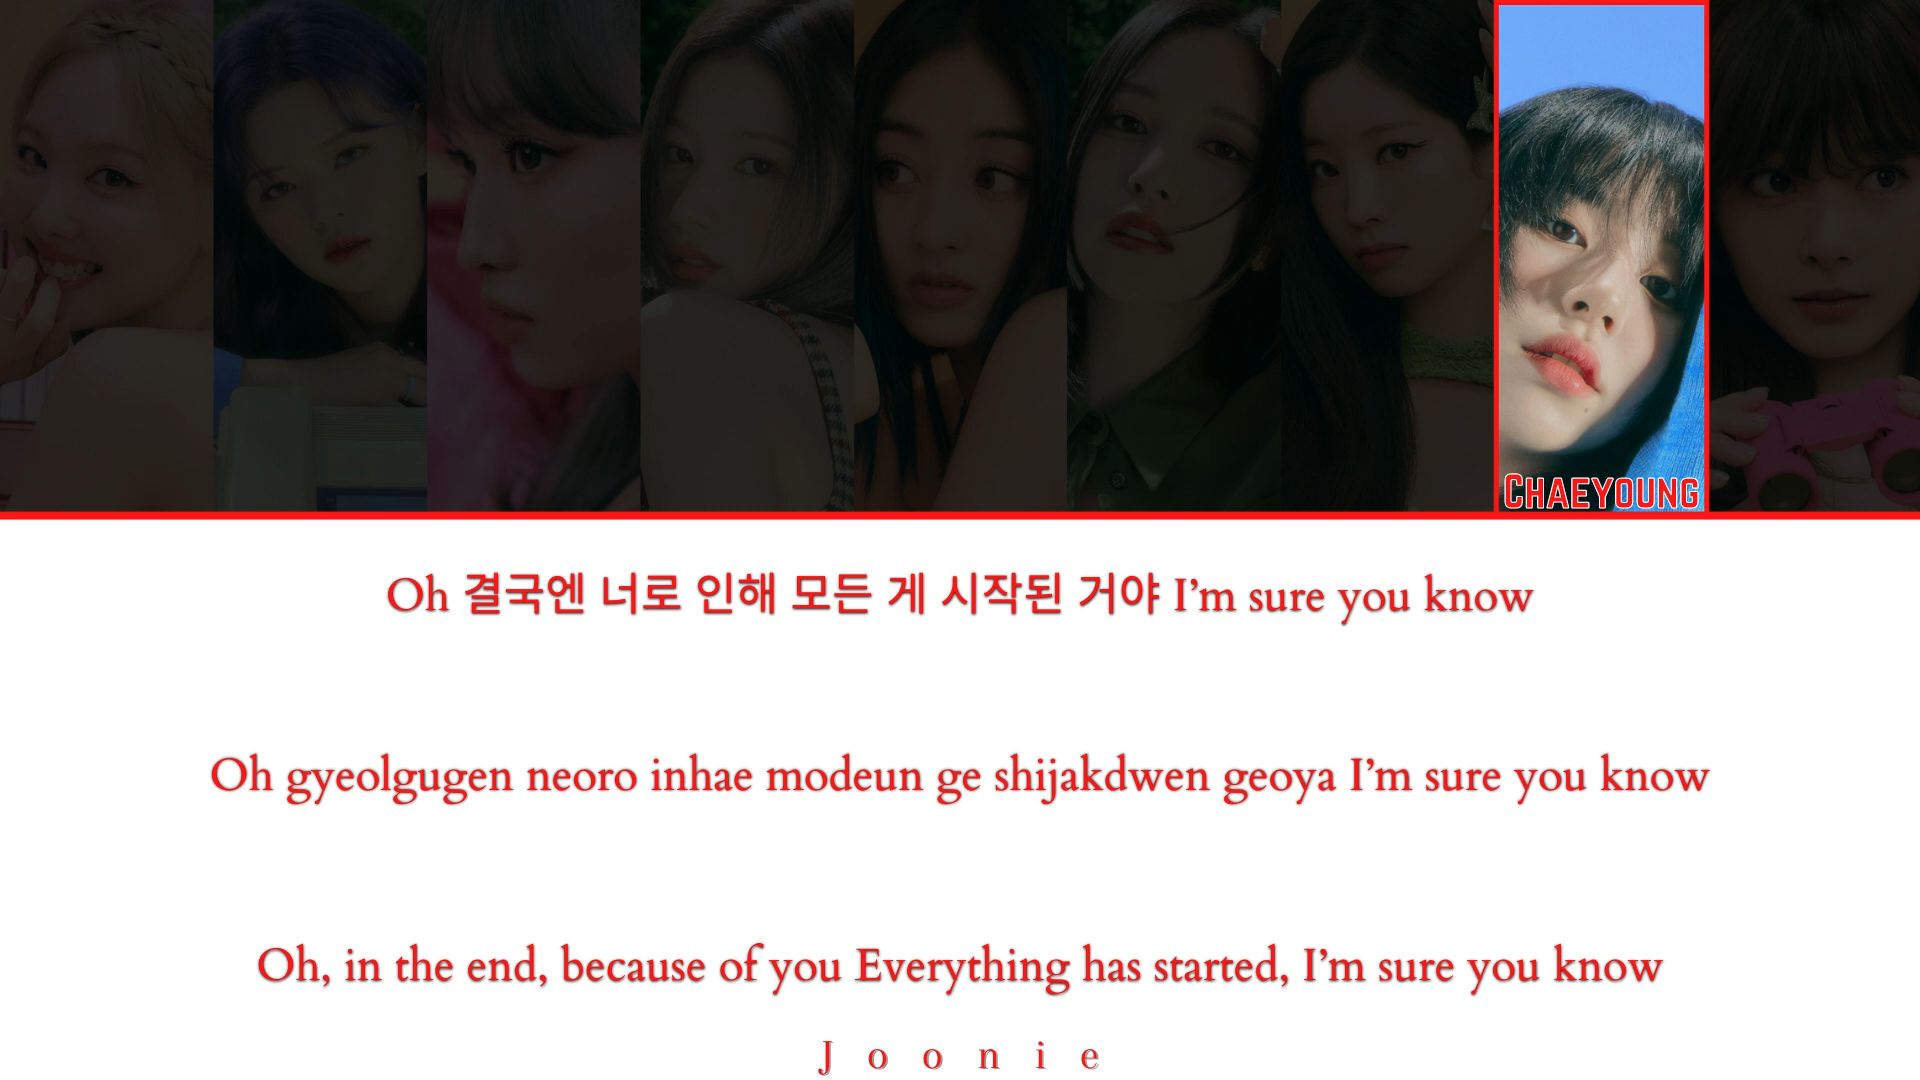 CHAEYOUNG
Oh 결국엔 너로 인해 모든 게 시작된 거야 I’m sure you know
Oh gyeolgugen neoro inhae modeun ge shijakdwen geoya I’m sure you know
Oh, in the end, because of you Everything has started, I’m sure you know
Joonie